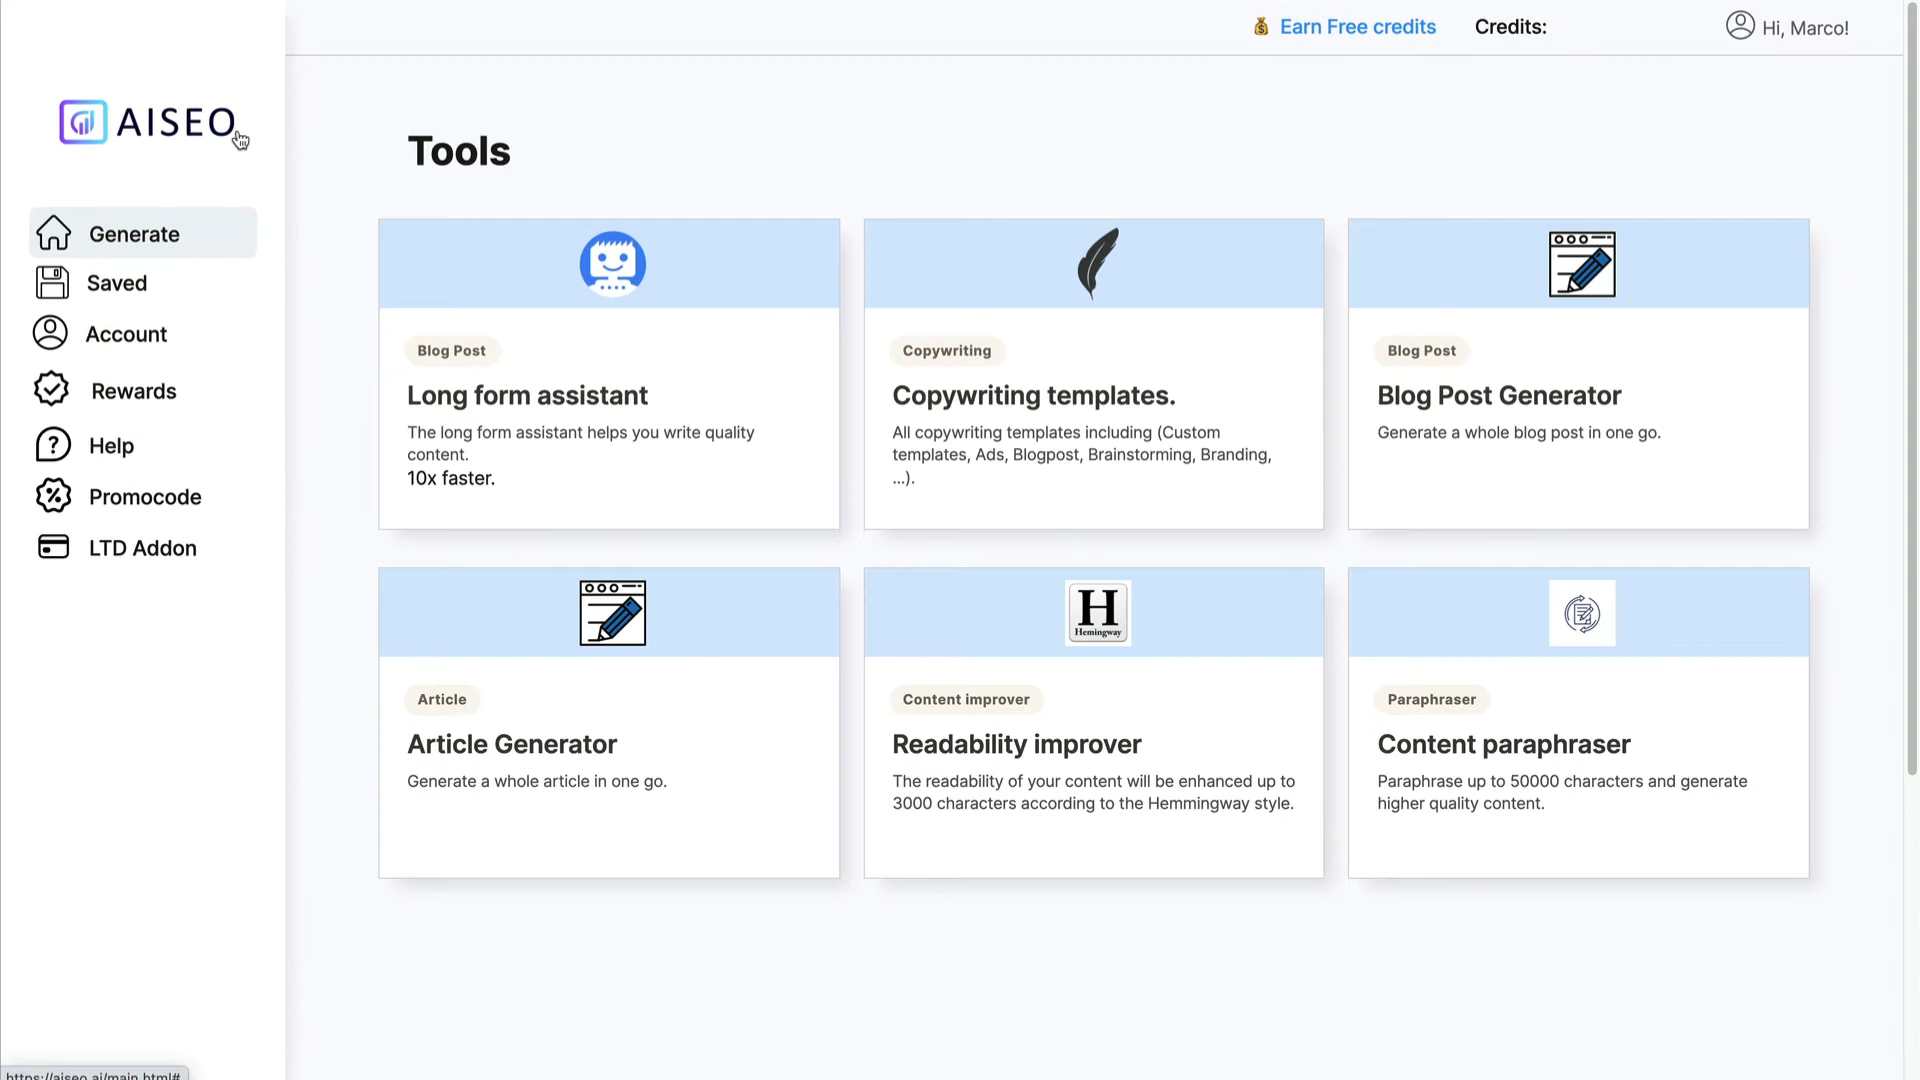 Earn Free credits
Credits:
Hi, Marco!
AISEO
Generate
Saved
Account
Rewards
Help
Promocode
LTD Addon
Tools
Blog Post
Long form assistant
The long form assistant helps you write quality
content.
10x faster.
Copywriting
Copywriting templates.
All copywriting templates including (Custom
templates, Ads, Blogpost, Brainstorming, Branding,
...).
Blog Post
Blog Post Generator
Generate a whole blog post in one go.
Article
Article Generator
Generate a whole article in one go.
H
Hemingway
Content improver
Readability improver
The readability of your content will be enhanced up to
3000 characters according to the Hemmingway style.
Paraphraser
Content paraphraser
Paraphrase up to 50000 characters and generate
higher quality content.
https://aiseo.ai/main.html#